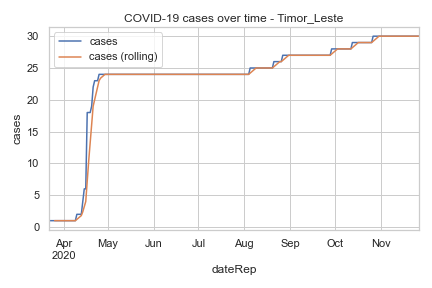 COVID-19 cases over time - Timor_Leste
cases
cases (rolling)
cases
30
25
20
15
10
5
0
Apr May Jun Jul Aug Sep Oct Nov
2020
dateRep